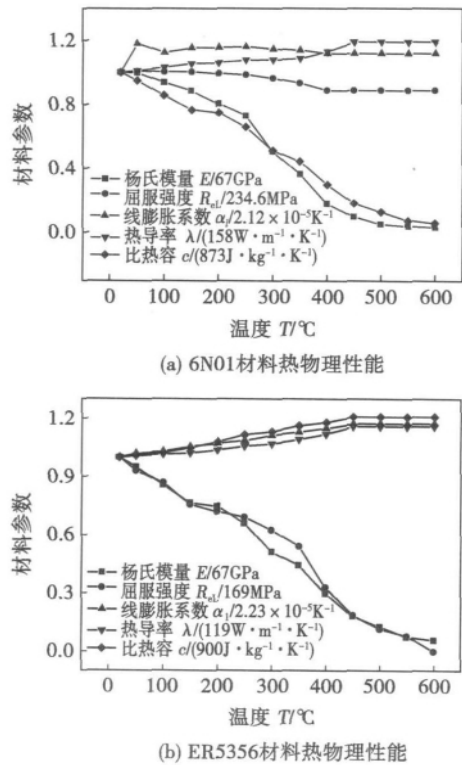 1.2
0.8
0.4
0.0
材料参数
杨氏模量 E/67GPa
屈服强度 ReL/234.6MPa
线膨胀系数 αl/2.12×10⁻⁵K⁻¹
热导率 λ/(158W·m⁻¹·K⁻¹)
比热容 c/(873J·kg⁻¹·K⁻¹)
0 100 200 300 400 500 600
温度 T/℃
(a) 6N01材料热物理性能
1.2
0.9
0.6
0.3
0.0
材料参数
杨氏模量 E/67GPa
屈服强度 ReL/169MPa
线膨胀系数 αl/2.23×10⁻⁵K⁻¹
热导率 λ/(119W·m⁻¹·K⁻¹)
比热容 c/(900J·kg⁻¹·K⁻¹)
0 100 200 300 400 500 600
温度 T/℃
(b) ER5356材料热物理性能